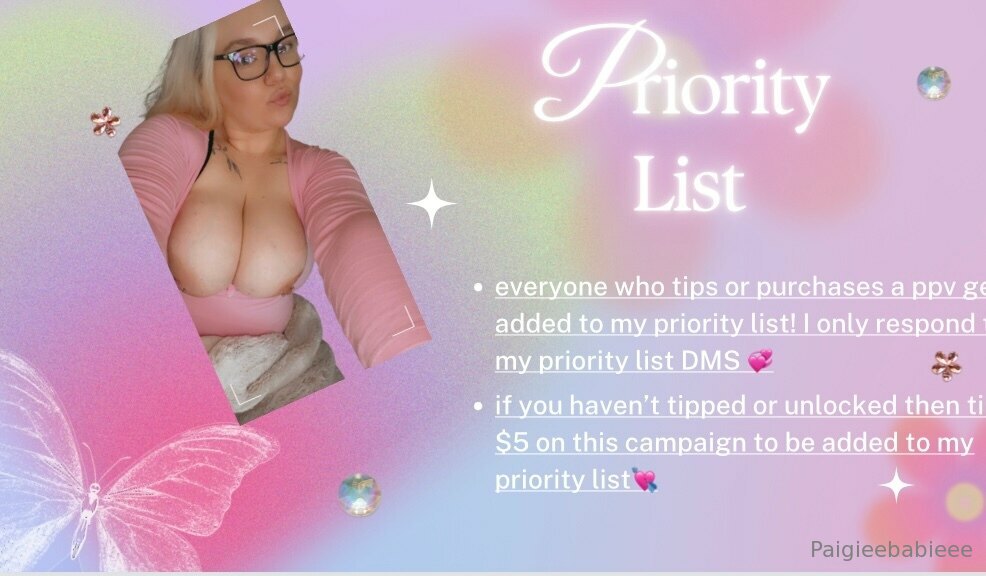 Priority
List
everyone who tips or purchases a ppv ge
added to my priority list! I only respond t
my priority list DMS 💞
if you haven't tipped or unlocked then ti
$5 on this campaign to be added to my
priority list💘
Paigieebabieee